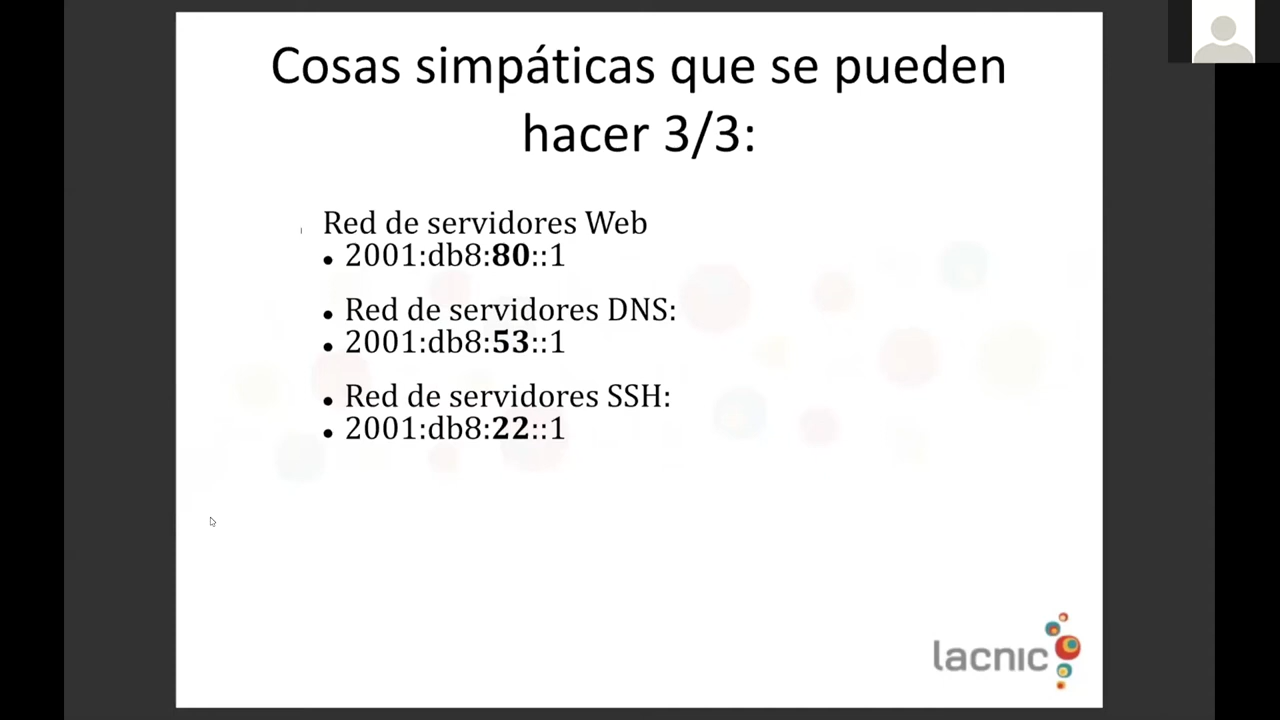 Cosas simpáticas que se pueden
hacer 3/3:
Red de servidores Web
• 2001:db8:80::1
• Red de servidores DNS:
• 2001:db8:53::1
• Red de servidores SSH:
• 2001:db8:22::1
lacnic